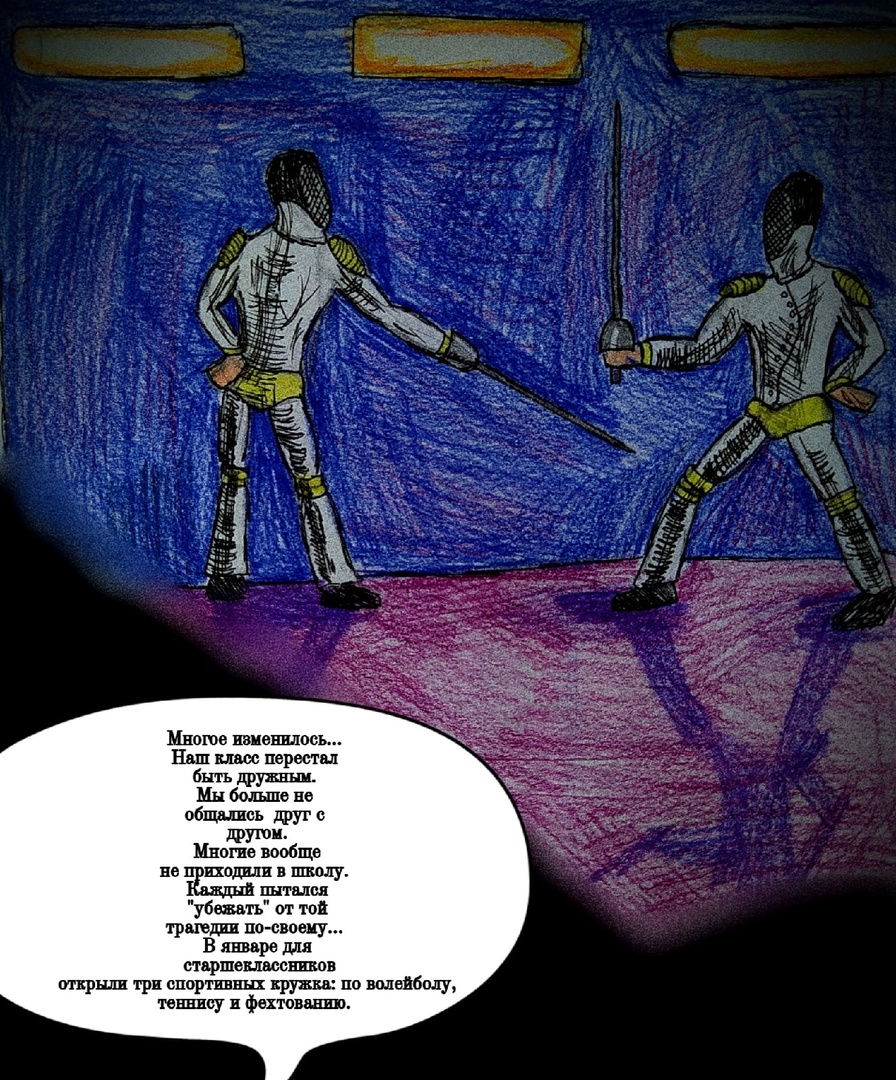 Многое изменилось...
Наш класс перестал
быть дружным.
Мы больше не
общались друг с
другом.
Многие вообще
не приходили в школу.
Каждый пытался
"убежать" от той
трагедии по-своему...
В январе для
старшеклассников
открыли три спортивных кружка: по волейболу,
теннису и фехтованию.